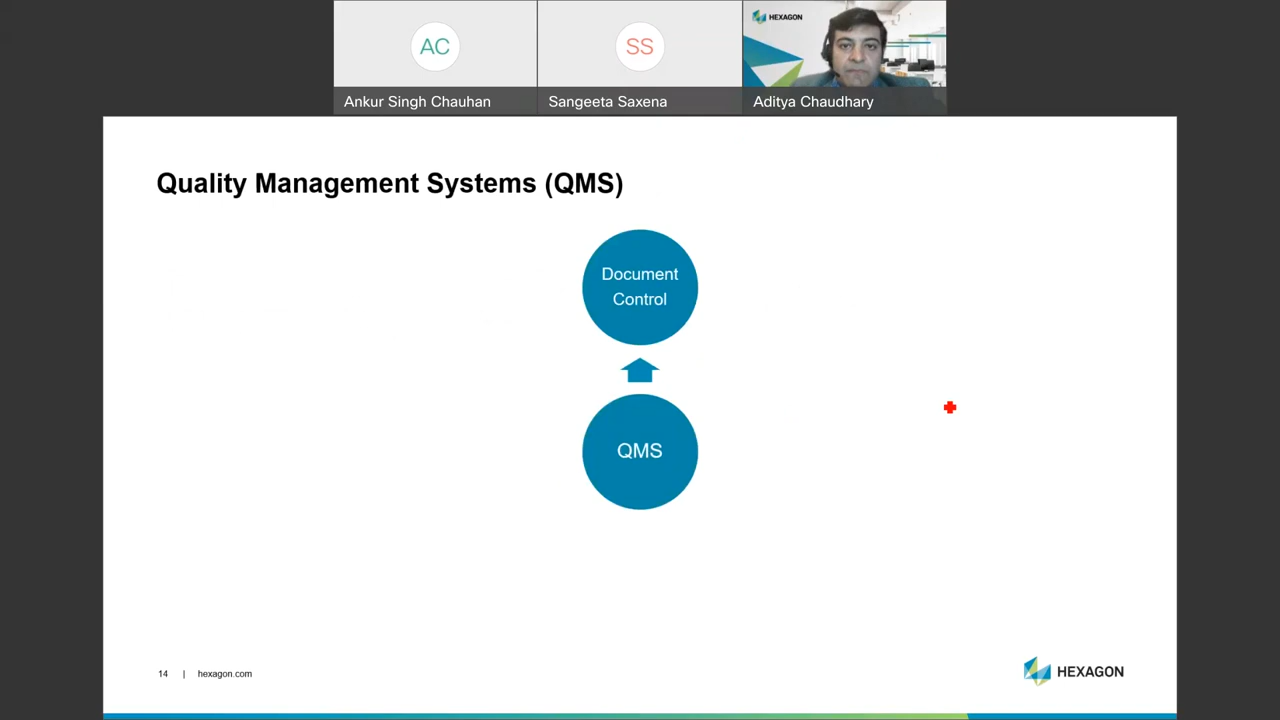 HEXAGON
AC
SS
Ankur Singh Chauhan
Sangeeta Saxena
Aditya Chaudhary
Quality Management Systems (QMS)
Document
Control
QMS
14 | hexagon.com
HEXAGON